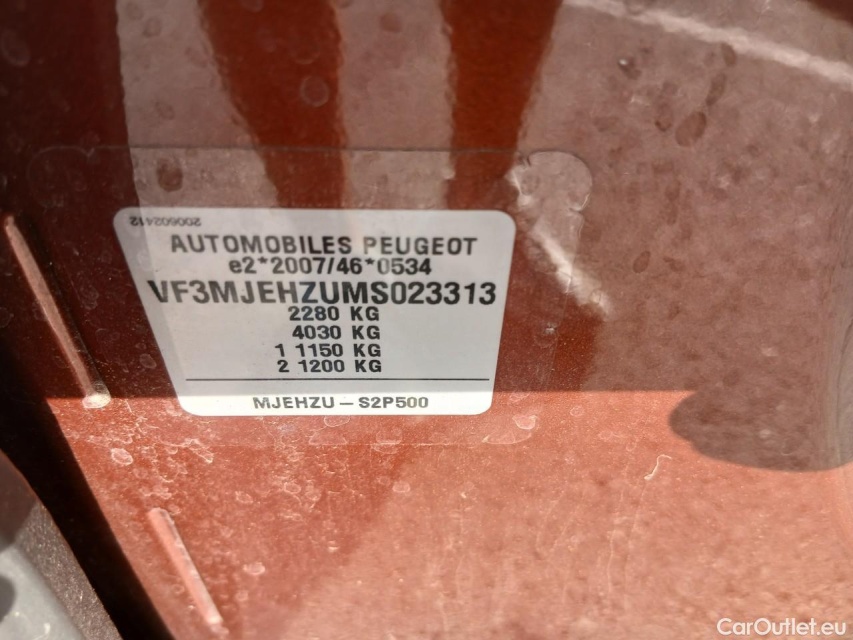 200602412
AUTOMOBILES PEUGEOT
e2*2007/46*0534
VF3MJEHZUMS023313
2280 KG
4030 KG
1 1150 KG
2 1200 KG
MJEHZU – S2P500
CarOutlet.eu